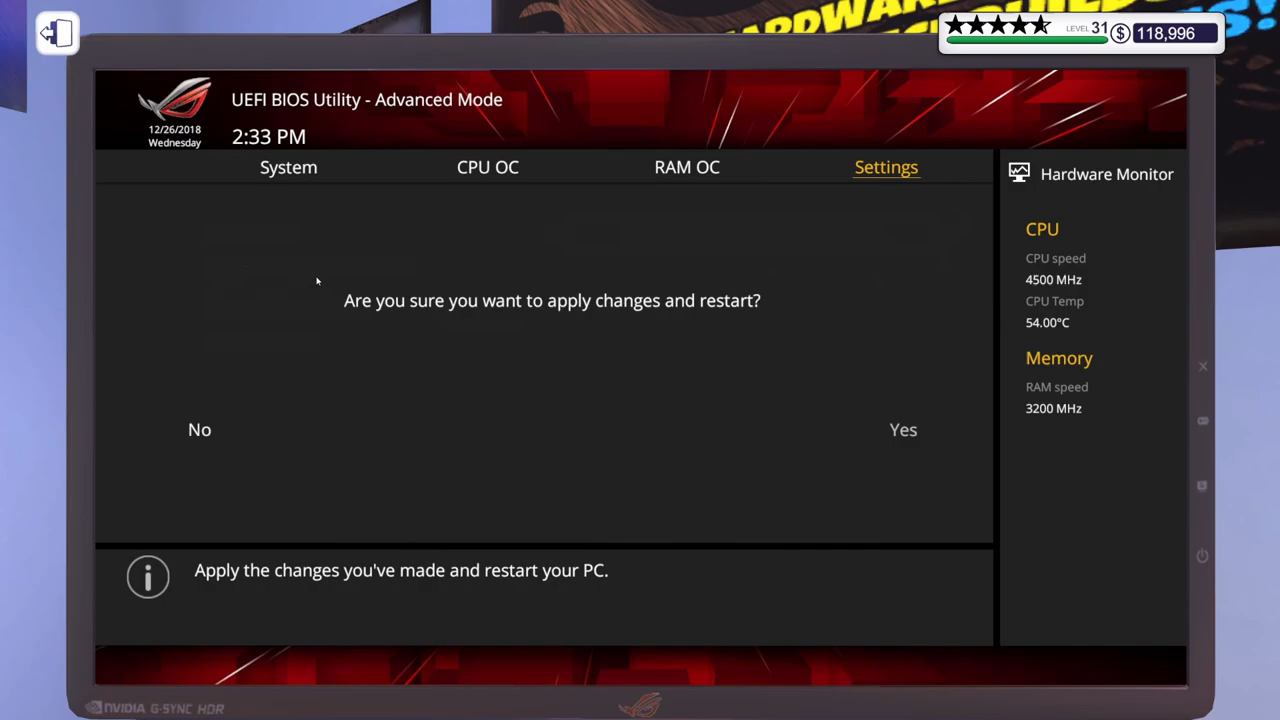 HARDWARE
BUILDS!
LEVEL 31 $ 118,996
UEFI BIOS Utility - Advanced Mode
12/26/2018
Wednesday
2:33 PM
System CPU OC RAM OC Settings
Hardware Monitor
CPU
CPU speed
4500 MHz
CPU Temp
54.00°C
Memory
RAM speed
3200 MHz
Are you sure you want to apply changes and restart?
No Yes
Apply the changes you've made and restart your PC.
NVIDIA G-SYNC HDR